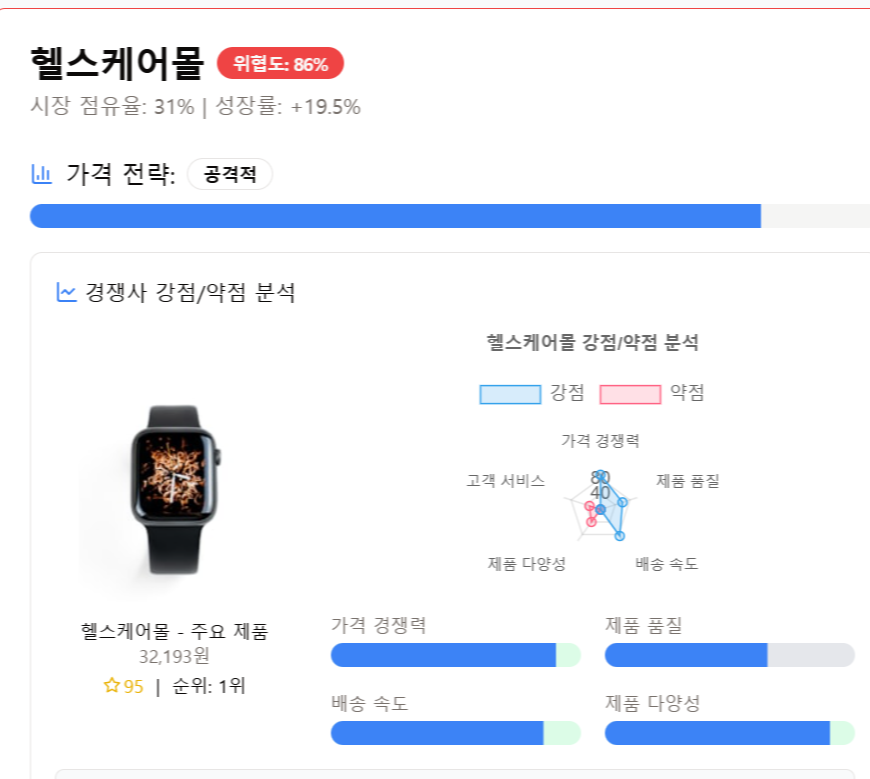 헬스케어몰 위협도: 86%
시장 점유율: 31% | 성장률: +19.5%
가격 전략: 공격적
경쟁사 강점/약점 분석
헬스케어몰 강점/약점 분석
강점 약점
가격 경쟁력
고객 서비스 80 제품 품질
40
제품 다양성 배송 속도
헬스케어몰 - 주요 제품
32,193원
95 | 순위: 1위
가격 경쟁력 제품 품질
배송 속도 제품 다양성